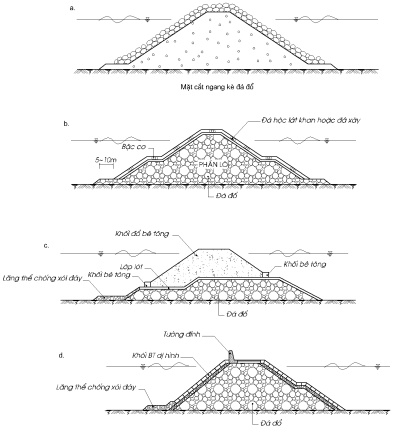 a.
Mặt cắt ngang kè đá đổ
b.
Đá hộc lát khan hoặc đá xây
Bậc cơ
5~10m
PHẦN LÕI
Đá đổ
c.
Khối đổ bê tông
Lớp lót
Khối bê tông
Khối bê tông
Lăng thể chống xói đáy
Đá đổ
Tường đỉnh
d.
Khối BT dị hình
Lăng thể chống xói đáy
Đá đổ